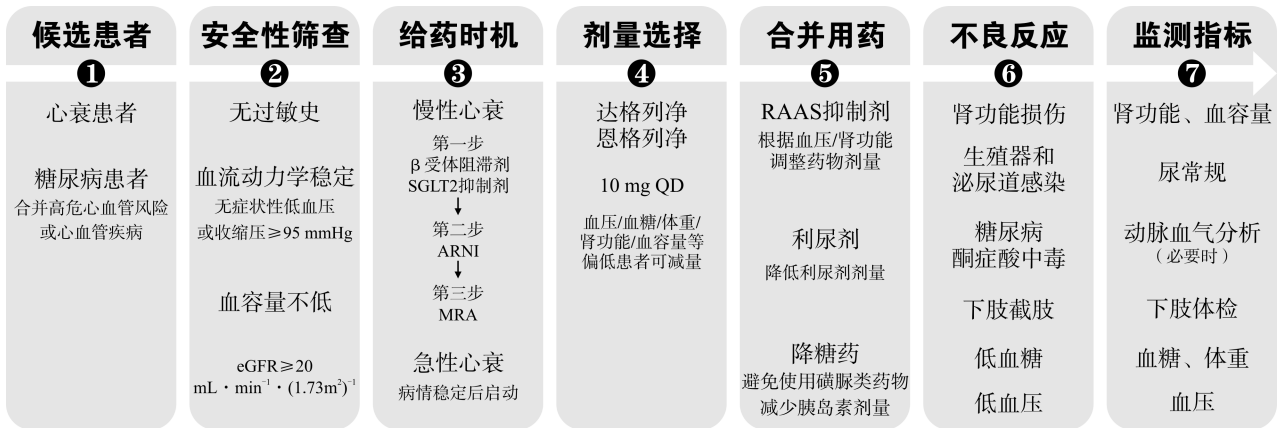 候选患者
❶
心衰患者
糖尿病患者
合并高危心血管风险
或心血管疾病
安全性筛查
❷
无过敏史
血流动力学稳定
无症状性低血压
或收缩压≥95 mmHg
血容量不低
eGFR≥20
mL·min⁻¹·(1.73m²)⁻¹
给药时机
❸
慢性心衰
第一步
β受体阻滞剂
SGLT2抑制剂
第二步
ARNI
第三步
MRA
急性心衰
病情稳定后启动
剂量选择
❹
达格列净
恩格列净
10 mg QD
血压/血糖/体重/
肾功能/血容量等
偏低患者可减量
合并用药
❺
RAAS抑制剂
根据血压/肾功能
调整药物剂量
利尿剂
降低利尿剂剂量
降糖药
避免使用磺脲类药物
减少胰岛素剂量
不良反应
❻
肾功能损伤
生殖器和
泌尿道感染
糖尿病
酮症酸中毒
下肢截肢
低血糖
低血压
监测指标
❼
肾功能、血容量
尿常规
动脉血气分析
（必要时）
下肢体检
血糖、体重
血压